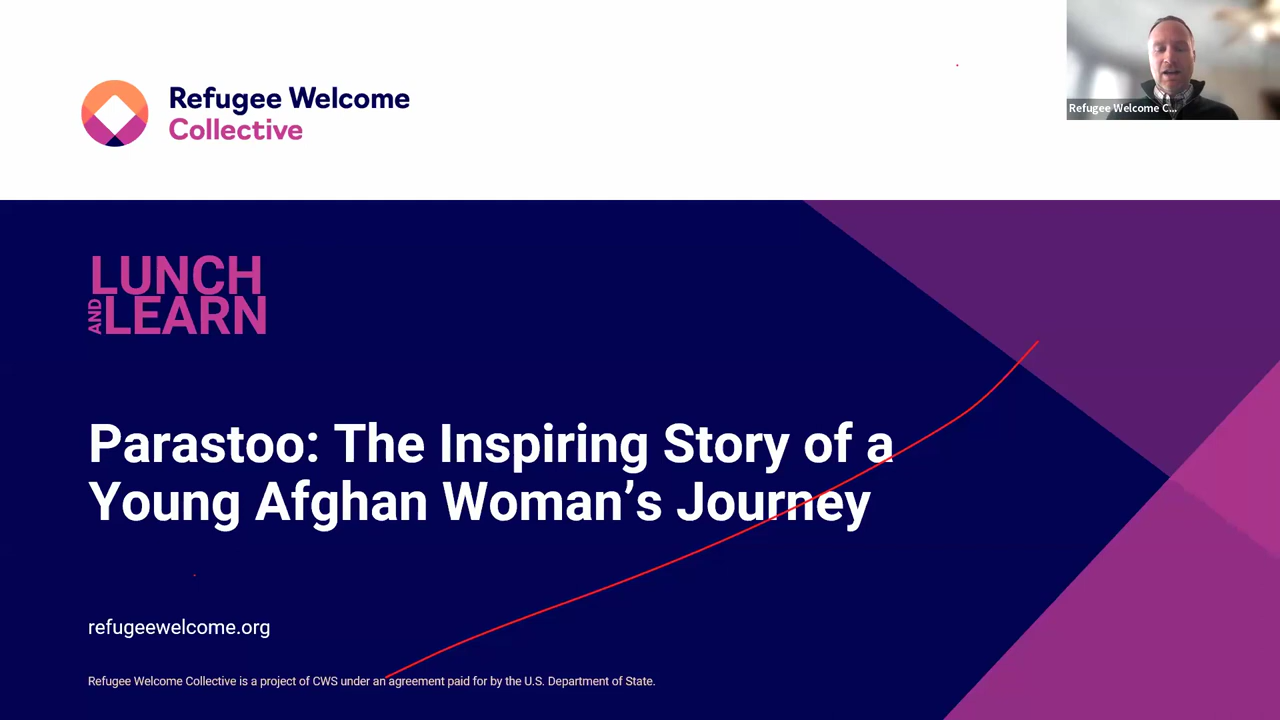 Refugee Welcome
Collective
Refugee Welcome C...
LUNCH
AND LEARN
Parastoo: The Inspiring Story of a
Young Afghan Woman’s Journey
refugeewelcome.org
Refugee Welcome Collective is a project of CWS under an agreement paid for by the U.S. Department of State.